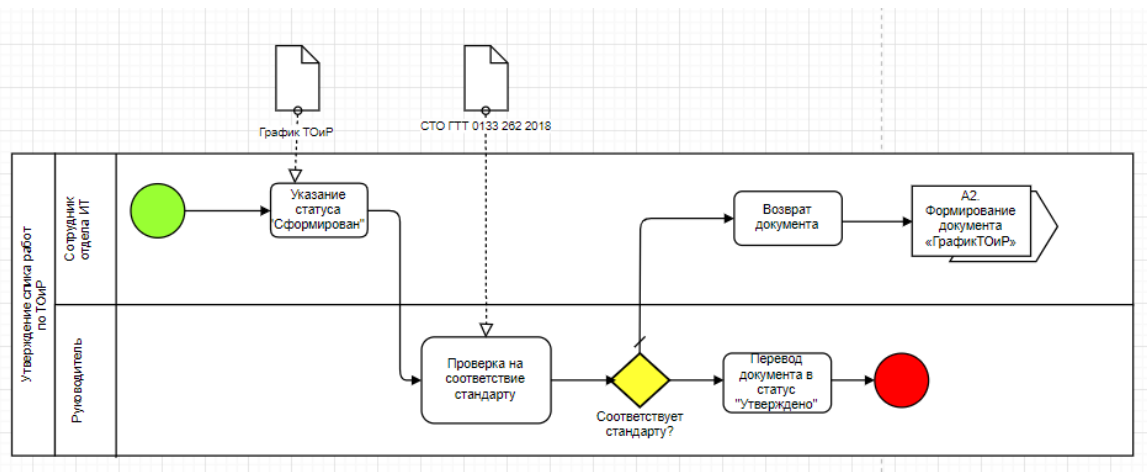 График ТОиР
СТО ГТТ 0133 262 2018
Утверждение спика работ
по ТОиР
Сотрудник
отдела ИТ
Указание
статуса
"Сформирован"
Возврат
документа
А2.
Формирование
документа
«ГрафикТОиР»
Руководитель
Проверка на
соответствие
стандарту
Соответствует
стандарту?
Перевод
документа в
статус
"Утверждено"